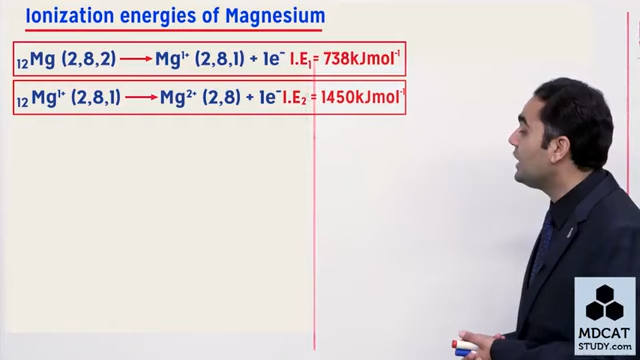 Ionization energies of Magnesium
₁₂Mg (2,8,2) ⟶ Mg¹⁺ (2,8,1) + 1e⁻ I.E₁ = 738kJmol⁻¹
₁₂Mg¹⁺ (2,8,1) ⟶ Mg²⁺ (2,8) + 1e⁻ I.E₂ = 1450kJmol⁻¹
MDCAT
STUDY.com